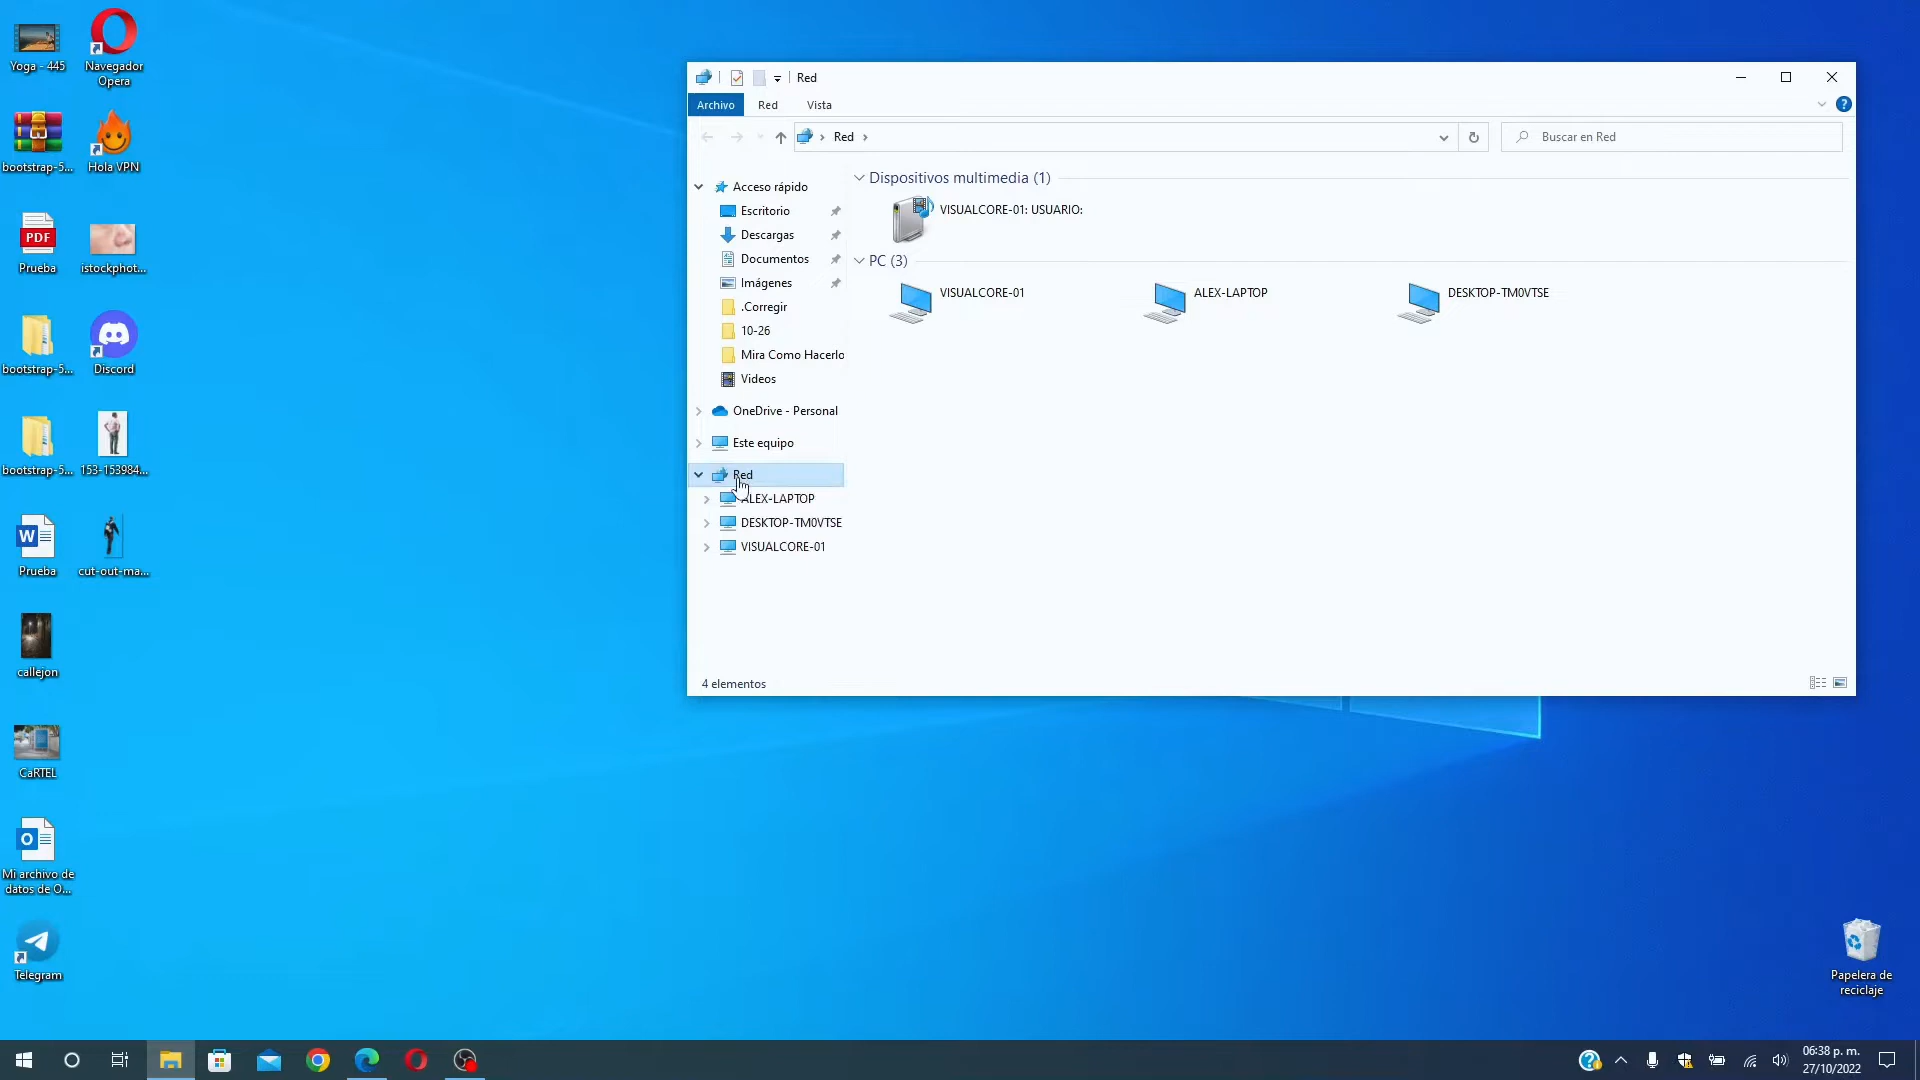 Yoga - 445
Navegador
Opera
bootstrap-5...
Hola VPN
PDF
Prueba
istockphot...
bootstrap-5...
Discord
bootstrap-5...
153-153984...
Prueba
cut-out-ma...
callejon
CaRTEL
Mi archivo de
datos de O...
Telegram
Red
Archivo
Red
Vista
Red
Buscar en Red
Acceso rápido
Escritorio
Descargas
Documentos
Imágenes
.Corregir
10-26
Mira Como Hacerlo
Videos
OneDrive - Personal
Este equipo
Red
ALEX-LAPTOP
DESKTOP-TM0VTSE
VISUALCORE-01
Dispositivos multimedia (1)
VISUALCORE-01: USUARIO:
PC (3)
VISUALCORE-01
ALEX-LAPTOP
DESKTOP-TM0VTSE
4 elementos
Papelera de
reciclaje
06:38 p. m.
27/10/2022